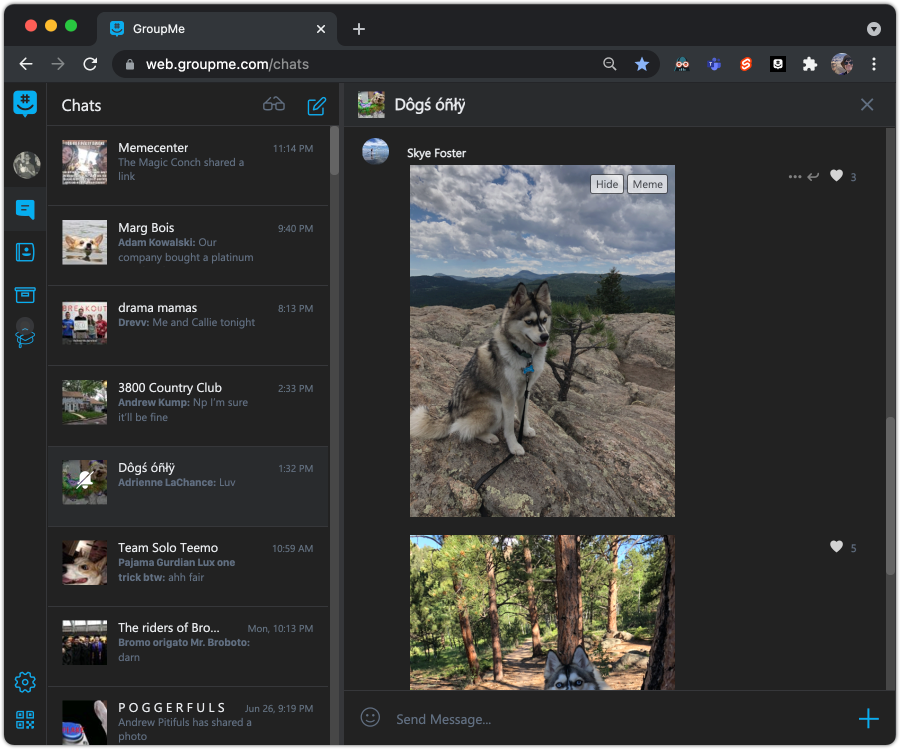 GroupMe
web.groupme.com/chats
Chats
Memecenter
11:14 PM
The Magic Conch shared a
link
Marg Bois
9:40 PM
Adam Kowalski: Our
company bought a platinum
BREAKOUT
drama mamas
8:13 PM
Drevv: Me and Callie tonight
3800 Country Club
2:33 PM
Andrew Kump: Np I'm sure
it'll be fine
Dôgś óñłÿ
1:32 PM
Adrienne LaChance: Luv
Team Solo Teemo
10:59 AM
Pajama Gurdian Lux one
trick btw: ahh fair
The riders of Bro...
Mon, 10:13 PM
Bromo origato Mr. Broboto:
darn
P O G G E R F U L S
Jun 26, 9:19 PM
Andrew Pitifuls has shared a
photo
Dôgś óñłÿ
Skye Foster
Hide
Meme
3
5
Send Message...